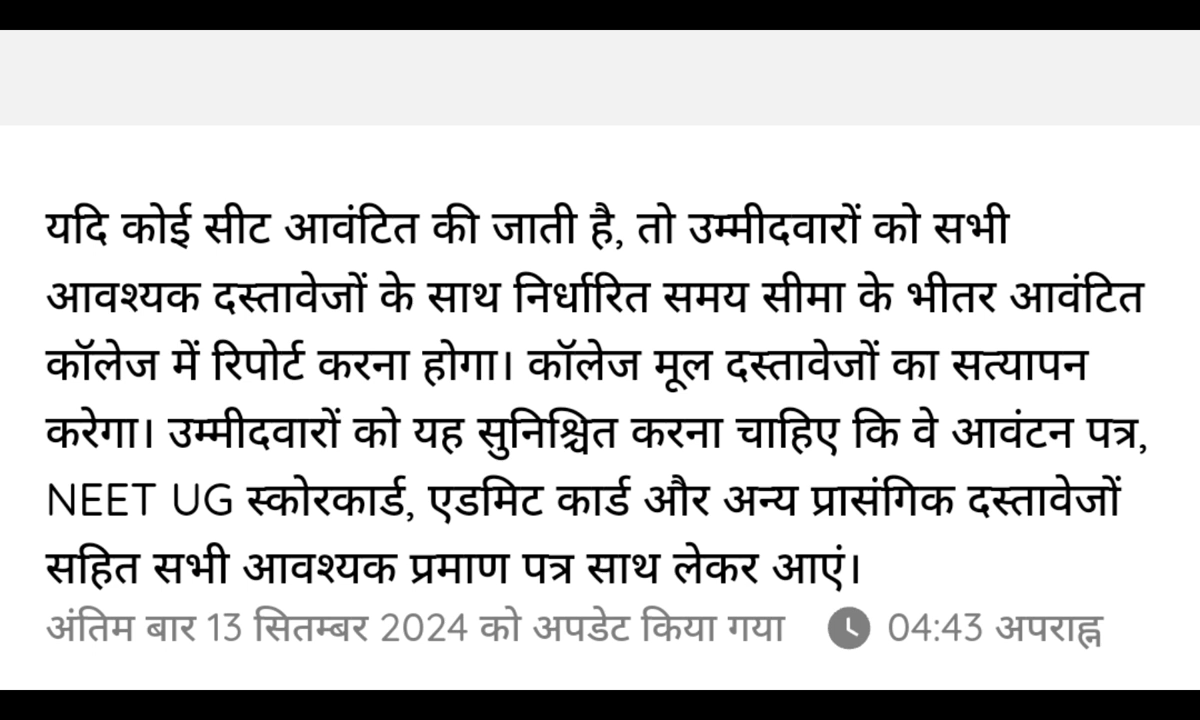 यदि कोई सीट आवंटित की जाती है, तो उम्मीदवारों को सभी
आवश्यक दस्तावेजों के साथ निर्धारित समय सीमा के भीतर आवंटित
कॉलेज में रिपोर्ट करना होगा। कॉलेज मूल दस्तावेजों का सत्यापन
करेगा। उम्मीदवारों को यह सुनिश्चित करना चाहिए कि वे आवंटन पत्र,
NEET UG स्कोरकार्ड, एडमिट कार्ड और अन्य प्रासंगिक दस्तावेजों
सहित सभी आवश्यक प्रमाण पत्र साथ लेकर आएं।
अंतिम बार 13 सितम्बर 2024 को अपडेट किया गया 04:43 अपराह्न